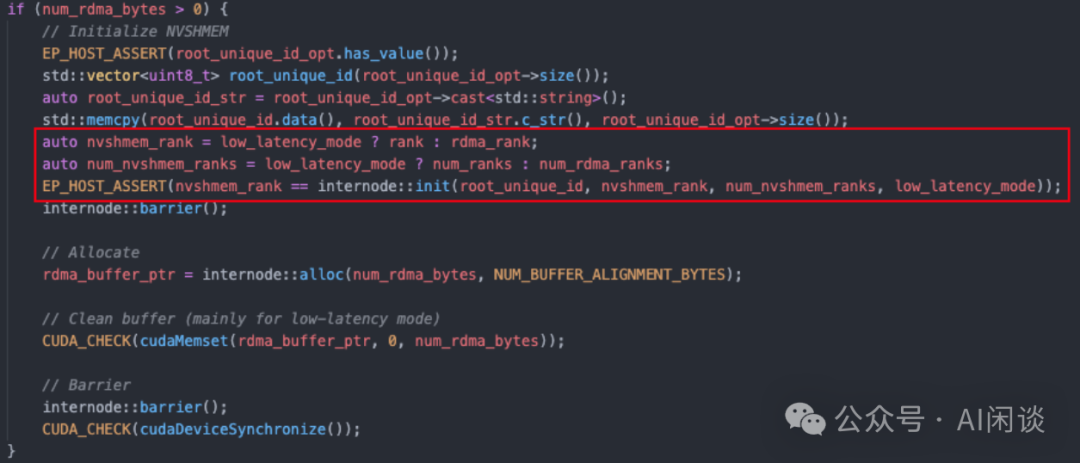 if (num_rdma_bytes > 0) {
    // Initialize NVSHMEM
    EP_HOST_ASSERT(root_unique_id_opt.has_value());
    std::vector<uint8_t> root_unique_id(root_unique_id_opt->size());
    auto root_unique_id_str = root_unique_id_opt->cast<std::string>();
    std::memcpy(root_unique_id.data(), root_unique_id_str.c_str(), root_unique_id_opt->size());
    auto nvshmem_rank = low_latency_mode ? rank : rdma_rank;
    auto num_nvshmem_ranks = low_latency_mode ? num_ranks : num_rdma_ranks;
    EP_HOST_ASSERT(nvshmem_rank == internode::init(root_unique_id, nvshmem_rank, num_nvshmem_ranks, low_latency_mode));
    internode::barrier();

    // Allocate
    rdma_buffer_ptr = internode::alloc(num_rdma_bytes, NUM_BUFFER_ALIGNMENT_BYTES);

    // Clean buffer (mainly for low-latency mode)
    CUDA_CHECK(cudaMemset(rdma_buffer_ptr, 0, num_rdma_bytes));

    // Barrier
    internode::barrier();
    CUDA_CHECK(cudaDeviceSynchronize());
}
公众号 · AI闲谈